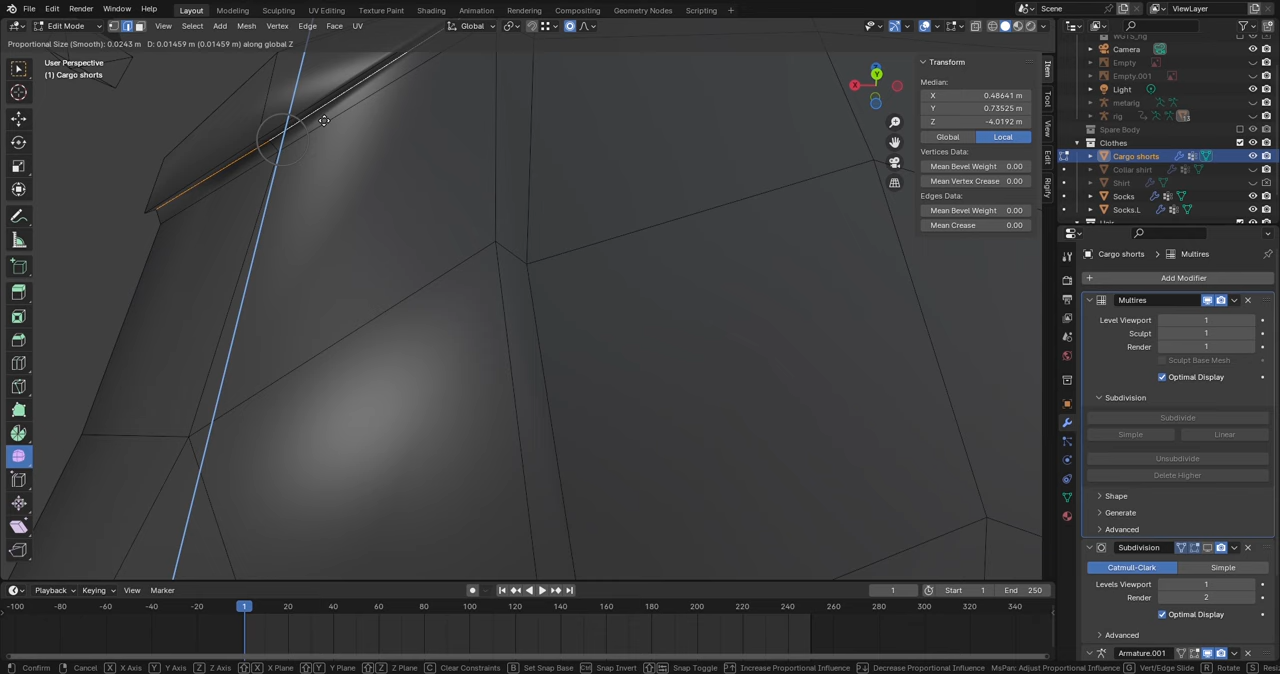 File Edit Render Window Help Layout Modeling Sculpting UV Editing Texture Paint Shading Animation Rendering Compositing Geometry Nodes Scripting + Scene ViewLayer
Edit Mode View Select Add Mesh Vertex Edge Face UV Global
Proportional Size (Smooth): 0.0243 m D: 0.01459 m (0.01459 m) along global Z
User Perspective
(1) Cargo shorts
Transform
Median:
X 0.48641 m
Y 0.73525 m
Z -4.0192 m
Global Local
Vertices Data:
Mean Bevel Weight 0.00
Mean Vertex Crease 0.00
Edges Data:
Mean Bevel Weight 0.00
Mean Crease 0.00
Item
Tool
View
Edit
Rigify
X
Y
WGTS_rig
Camera
Empty
Empty.001
Light
metarig
rig
Spare Body
Clothes
Cargo shorts
Collar shirt
Shirt
Socks
Socks.L
Cargo shorts > Multires
Add Modifier
Multires
Level Viewport 1
Sculpt 1
Render 1
Sculpt Base Mesh
Optimal Display
Subdivision
Subdivide
Simple Linear
Unsubdivide
Delete Higher
Shape
Generate
Advanced
Subdivision
Catmull-Clark Simple
Levels Viewport 1
Render 2
Optimal Display
Advanced
Armature.001
Playback Keying View Marker 1 Start 1 End 250
-100 -80 -60 -40 -20 1 20 40 60 80 100 120 140 160 180 200 220 240 260 280 300 320 340
Confirm Cancel X X Axis Y Y Axis Z Z Axis X X Plane Y Y Plane Z Z Plane C Clear Constraints B Set Snap Base Snap Invert Snap Toggle Increase Proportional Influence Decrease Proportional Influence MsPan: Adjust Proportional Influence G Vert/Edge Slide R Rotate S